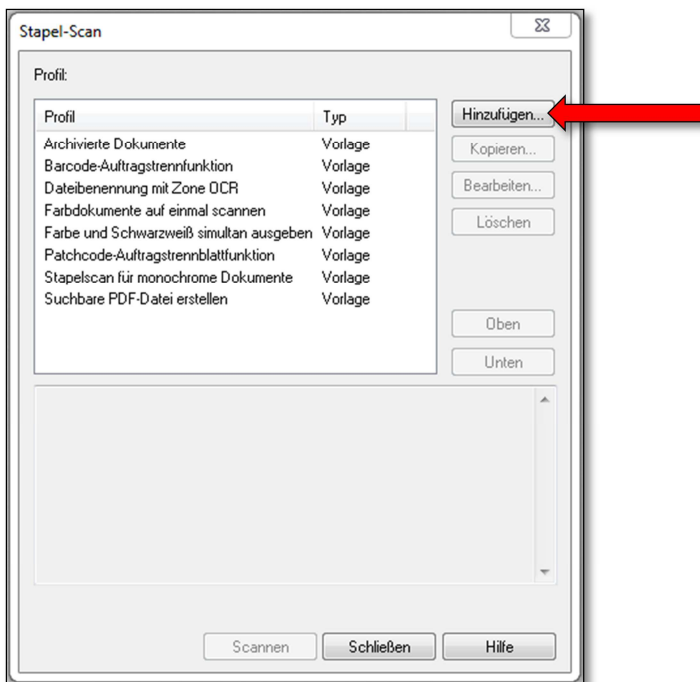 Stapel-Scan
Profil:
Profil Typ
Archivierte Dokumente Vorlage
Barcode-Auftragstrennfunktion Vorlage
Dateibenennung mit Zone OCR Vorlage
Farbdokumente auf einmal scannen Vorlage
Farbe und Schwarzweiß simultan ausgeben Vorlage
Patchcode-Auftragstrennblattfunktion Vorlage
Stapelscan für monochrome Dokumente Vorlage
Suchbare PDF-Datei erstellen Vorlage
Hinzufügen...
Kopieren...
Bearbeiten...
Löschen
Oben
Unten
Scannen Schließen Hilfe